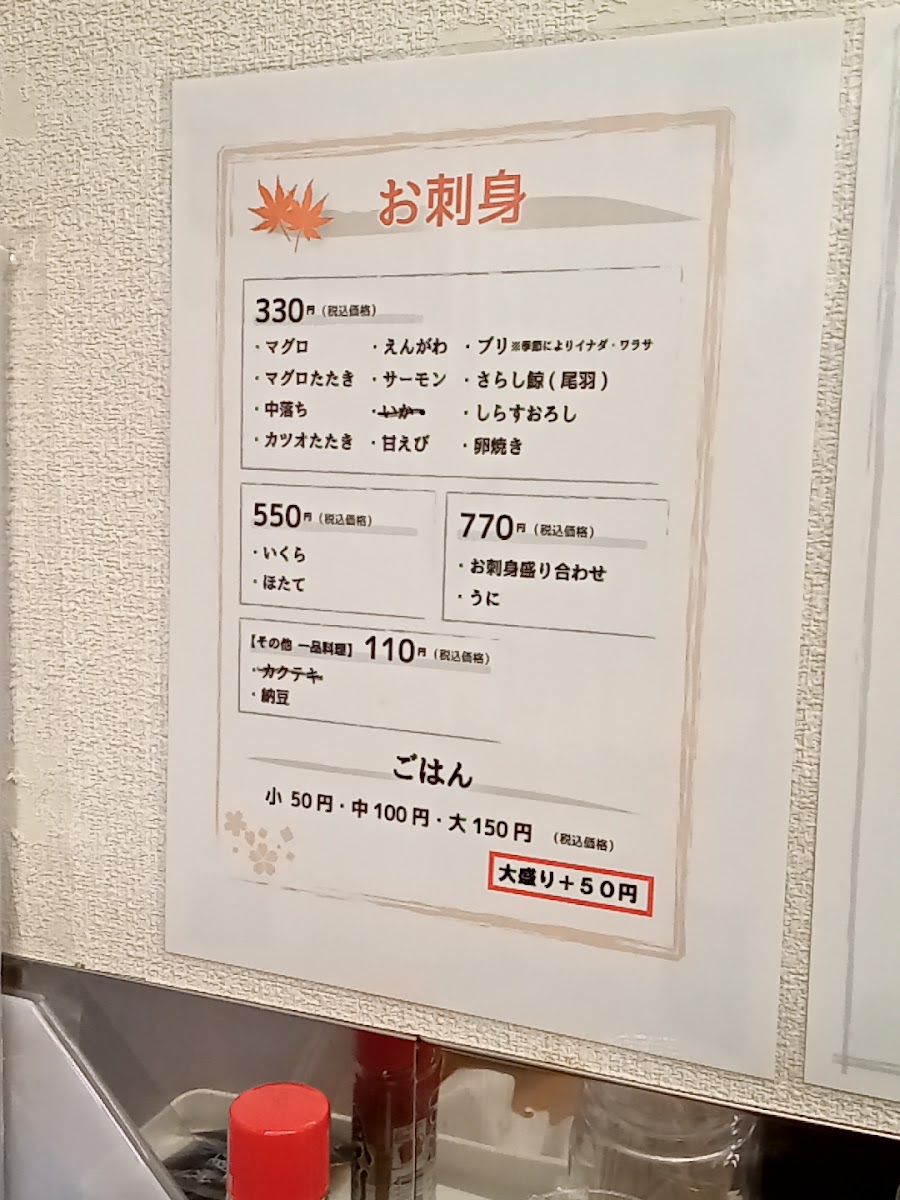 お刺身
330円（税込価格）
・マグロ ・えんがわ ・ブリ※季節によりイナダ・ワラサ
・マグロたたき ・サーモン ・さらし鯨(尾羽)
・中落ち ・いか ・しらすおろし
・カツオたたき ・甘えび ・卵焼き
550円（税込価格）
・いくら
・ほたて
770円（税込価格）
・お刺身盛り合わせ
・うに
【その他 一品料理】 110円（税込価格）
・カクテキ
・納豆
ごはん
小 50円・中100円・大150円 （税込価格）
大盛り＋５０円